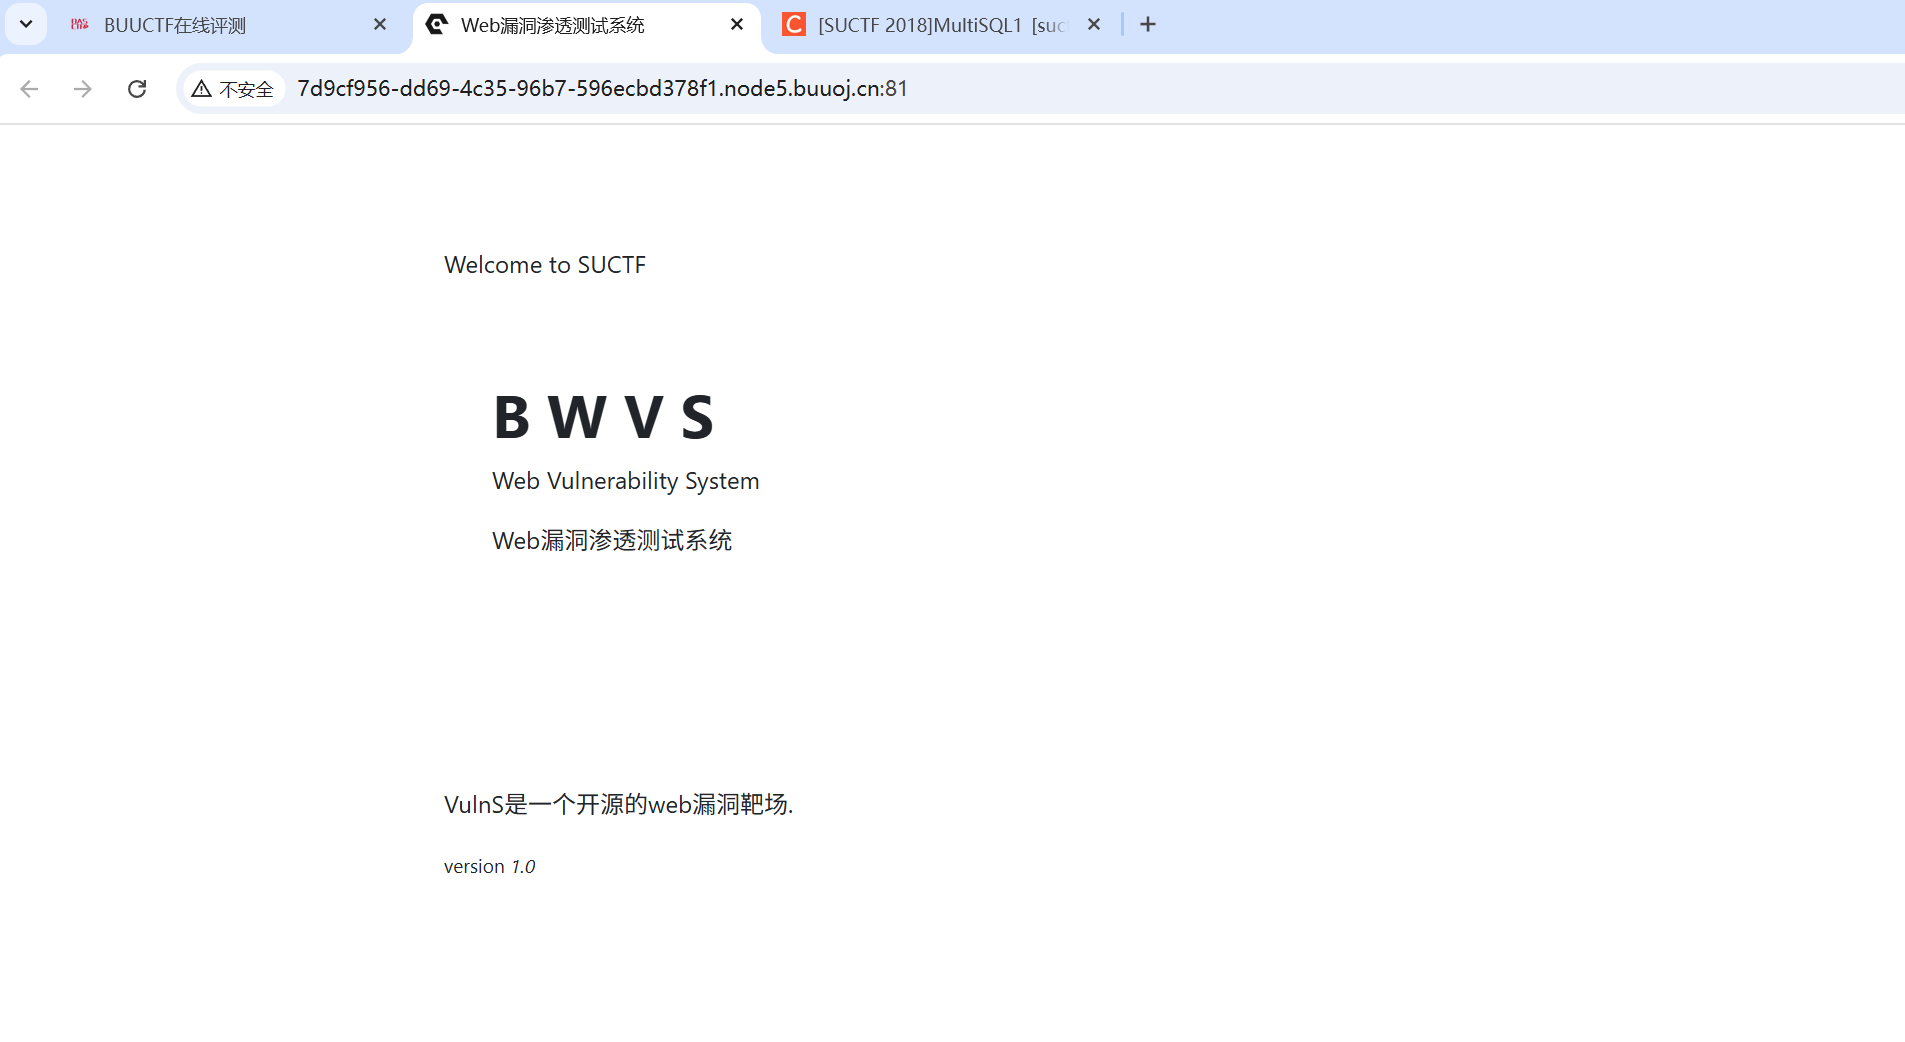 BUUCTF在线评测
Web漏洞渗透测试系统
[SUCTF 2018]MultiSQL1 [suc
不安全
7d9cf956-dd69-4c35-96b7-596ecbd378f1.node5.buuoj.cn:81
Welcome to SUCTF
B W V S
Web Vulnerability System
Web漏洞渗透测试系统
VulnS是一个开源的web漏洞靶场.
version 1.0